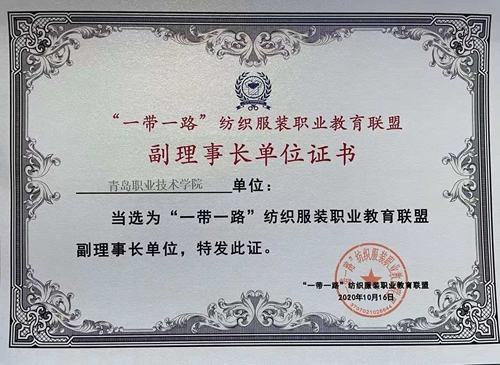 “一带一路”纺织服装职业教育联盟
副理事长单位证书
青岛职业技术学院 单位：
当选为“一带一路”纺织服装职业教育联盟
副理事长单位，特发此证。
“一带一路”纺织服装职业教育联盟
2020年10月16日